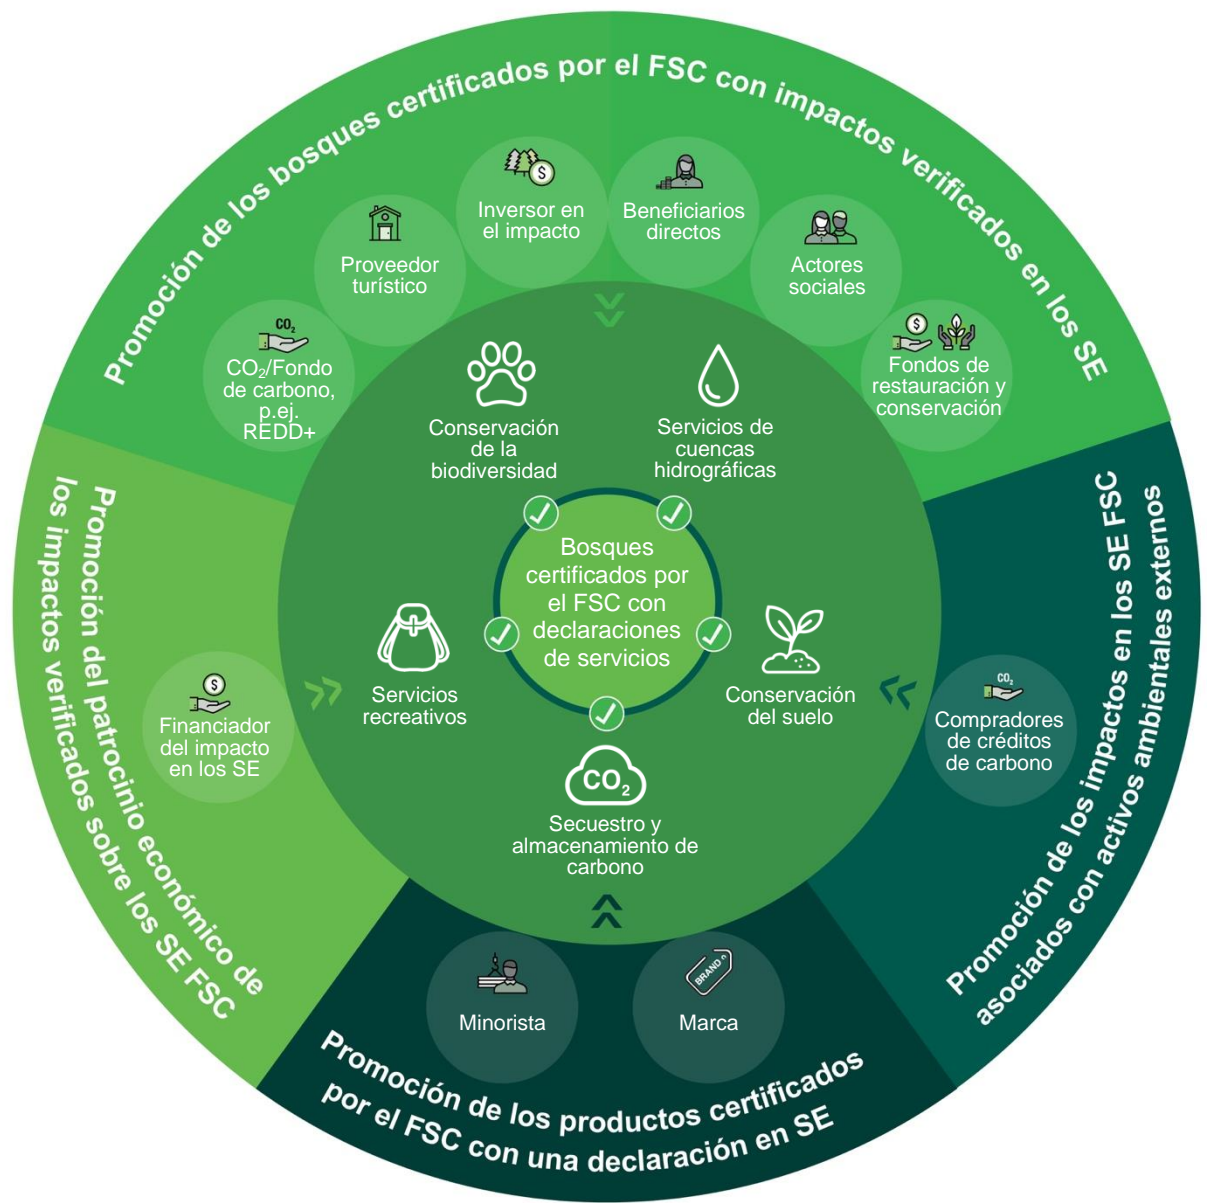 Promoción de los bosques certificados por el FSC con impactos verificados en los SE
$
Inversor en
el impacto
Beneficiarios
directos
Proveedor
turístico
Actores
sociales
CO₂
CO₂/Fondo
de carbono,
p.ej.
REDD+
$
Fondos de
restauración y
conservación
Conservación
de la
biodiversidad
Servicios de
cuencas
hidrográficas
Bosques
certificados por
el FSC con
declaraciones
de servicios
Servicios
recreativos
Conservación
del suelo
CO₂
Secuestro y
almacenamiento de
carbono
Promoción del patrocinio económico de
los impactos verificados sobre los SE FSC
$
Financiador
del impacto
en los SE
Promoción de los impactos en los SE FSC
asociados con activos ambientales externos
CO₂
Compradores
de créditos
de carbono
Minorista
BRAND
Marca
Promoción de los productos certificados
por el FSC con una declaración en SE